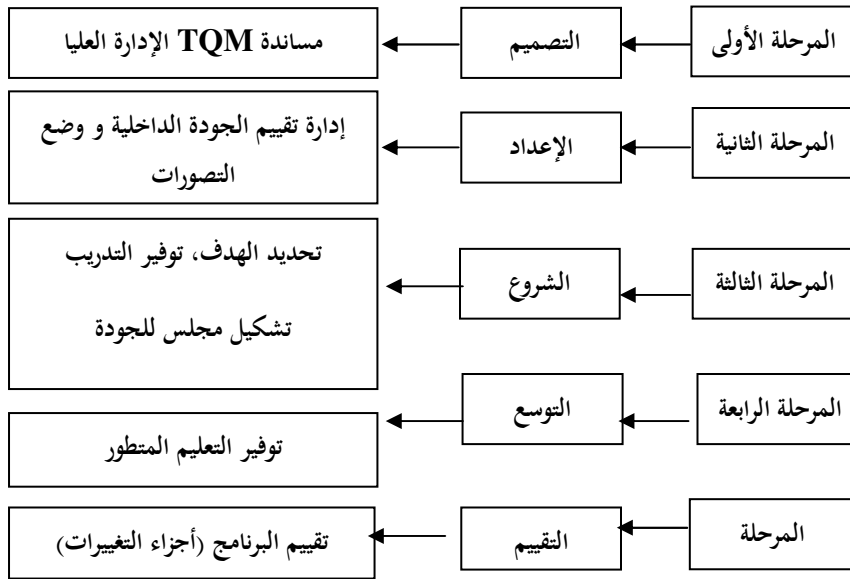 المرحلة الأولى
التصميم
مساندة TQM الإدارة العليا
المرحلة الثانية
الإعداد
إدارة تقييم الجودة الداخلية و وضع
التصورات
المرحلة الثالثة
الشروع
تحديد الهدف، توفير التدريب
تشكيل مجلس للجودة
المرحلة الرابعة
التوسع
توفير التعليم المتطور
المرحلة
التقييم
تقييم البرنامج (أجزاء التغييرات)